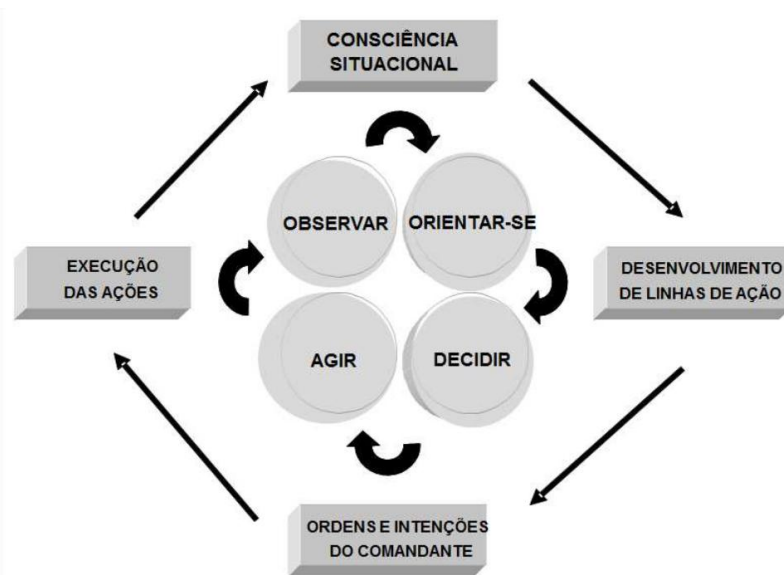 CONSCIÊNCIA
SITUACIONAL
OBSERVAR
ORIENTAR-SE
EXECUÇÃO
DAS AÇÕES
DESENVOLVIMENTO
DE LINHAS DE AÇÃO
AGIR
DECIDIR
ORDENS E INTENÇÕES
DO COMANDANTE